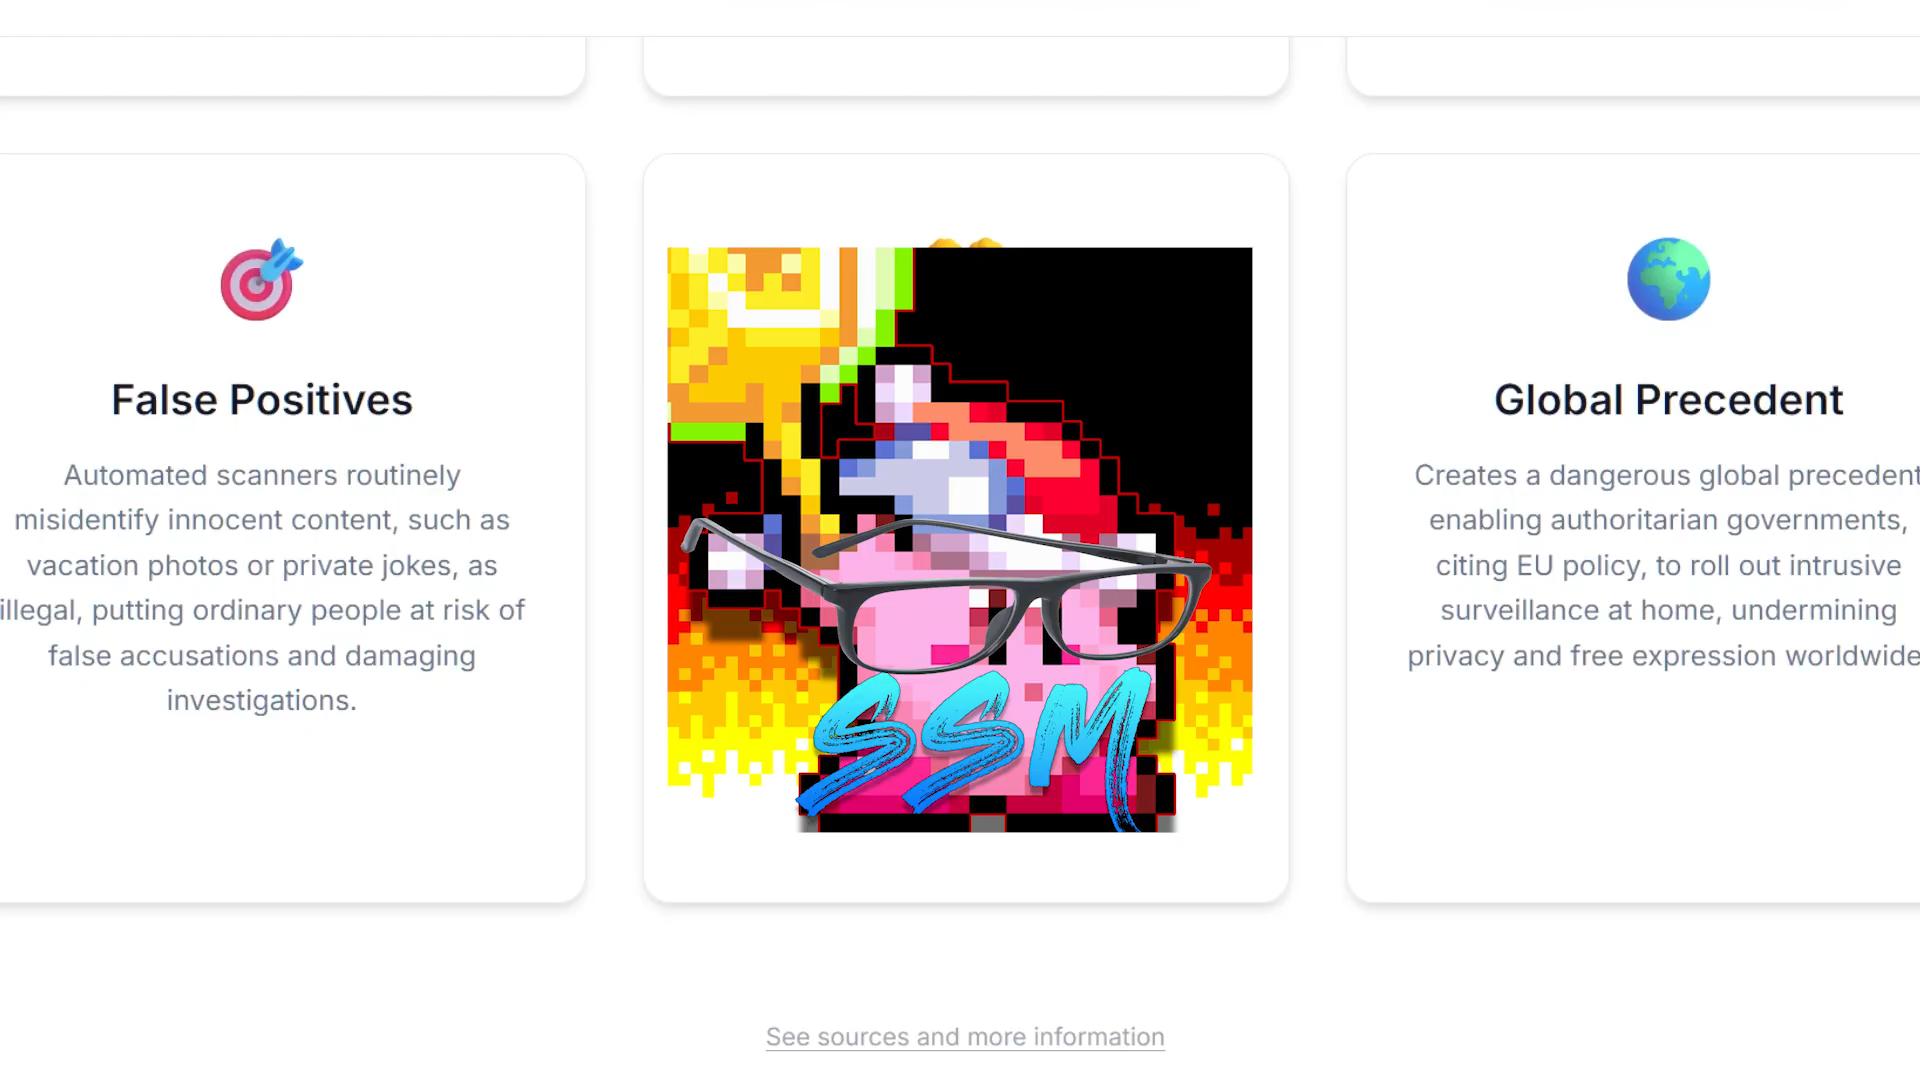 False Positives
Automated scanners routinely
misidentify innocent content, such as
vacation photos or private jokes, as
illegal, putting ordinary people at risk of
false accusations and damaging
investigations.
SSM
Global Precedent
Creates a dangerous global precedent
enabling authoritarian governments,
citing EU policy, to roll out intrusive
surveillance at home, undermining
privacy and free expression worldwide
See sources and more information